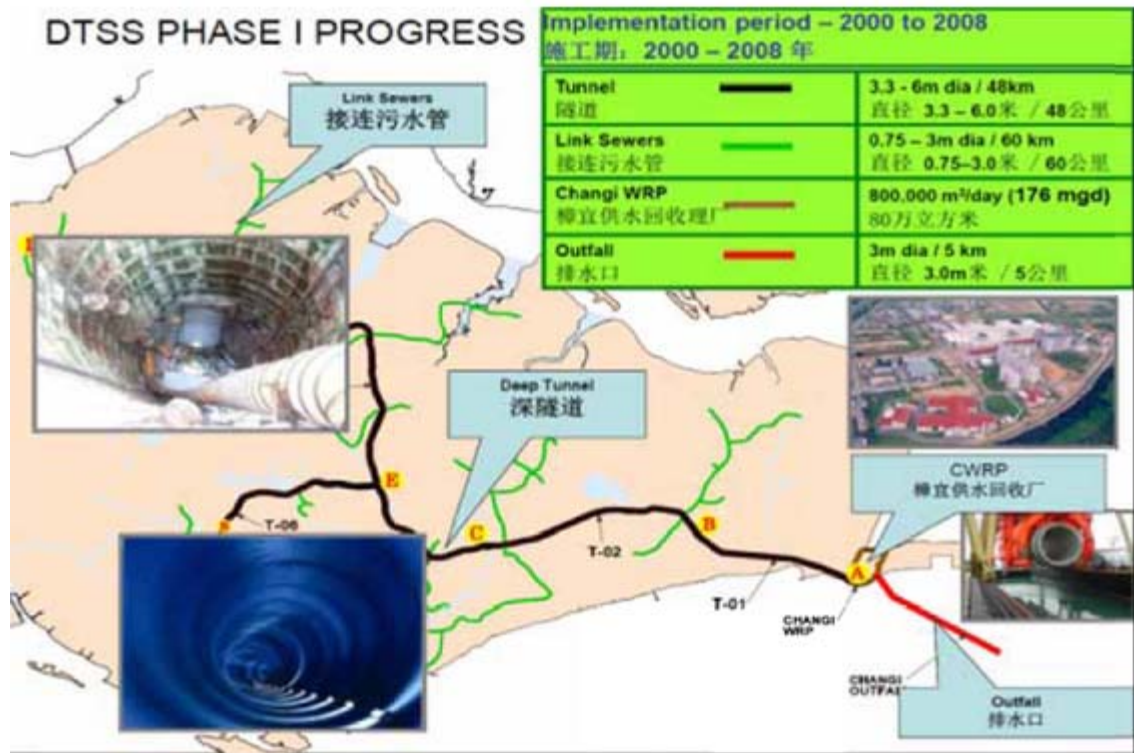 DTSS PHASE I PROGRESS
Implementation period – 2000 to 2008
施工期：2000 – 2008 年
Tunnel
隧道
3.3 - 6m dia / 48km
直径 3.3 – 6.0米 / 48公里
Link Sewers
接连污水管
0.75 – 3m dia / 60 km
直径 0.75–3.0米 / 60公里
Changi WRP
樟宜供水回收理厂
800.000 m³/day (176 mgd)
80万立方米
Outfall
排水口
3m dia / 5 km
直径 3.0m米 / 5公里
Link Sewers
接连污水管
Deep Tunnel
深隧道
CWRP
樟宜供水回收厂
E
T-06
C
T-02
B
T-01
A
CHANGI
WRP
CHANGI
OUTFALL
Outfall
排水口